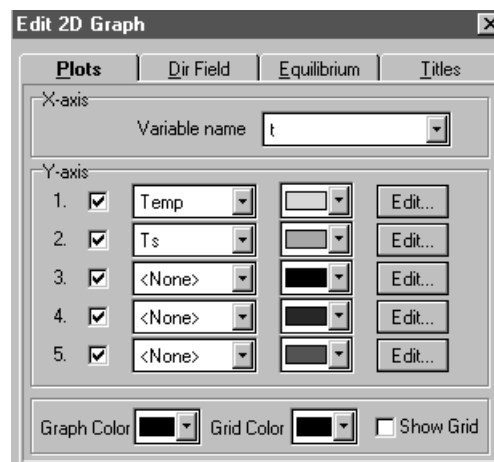 Edit 2D Graph
Plots Dir Field Equilibrium Titles
X-axis
Variable name t
Y-axis
1. Temp Edit...
2. Ts Edit...
3. <None> Edit...
4. <None> Edit...
5. <None> Edit...
Graph Color Grid Color Show Grid